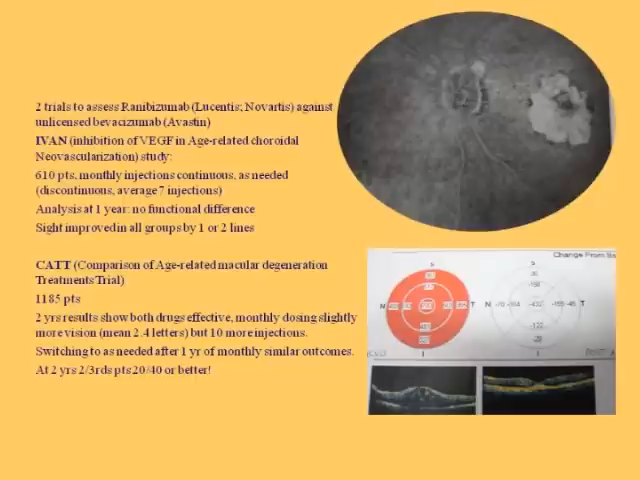 2 trials to assess Ranibizumab (Lucentis; Novartis) against
unlicensed bevacizumab (Avastin)
IVAN (inhibition of VEGF in Age-related choroidal
Neovascularization) study:
610 pts, monthly injections continuous, as needed
(discontinuous, average 7 injections)
Analysis at 1 year: no functional difference
Sight improved in all groups by 1 or 2 lines
CATT (Comparison of Age-related macular degeneration
Treatments Trial)
1185 pts
2 yrs results show both drugs effective, monthly dosing slightly
more vision (mean 2.4 letters) but 10 more injections.
Switching to as needed after 1 yr of monthly similar outcomes.
At 2 yrs 2/3rds pts 20/40 or better!
Change From
S
S
N T N T
I
I